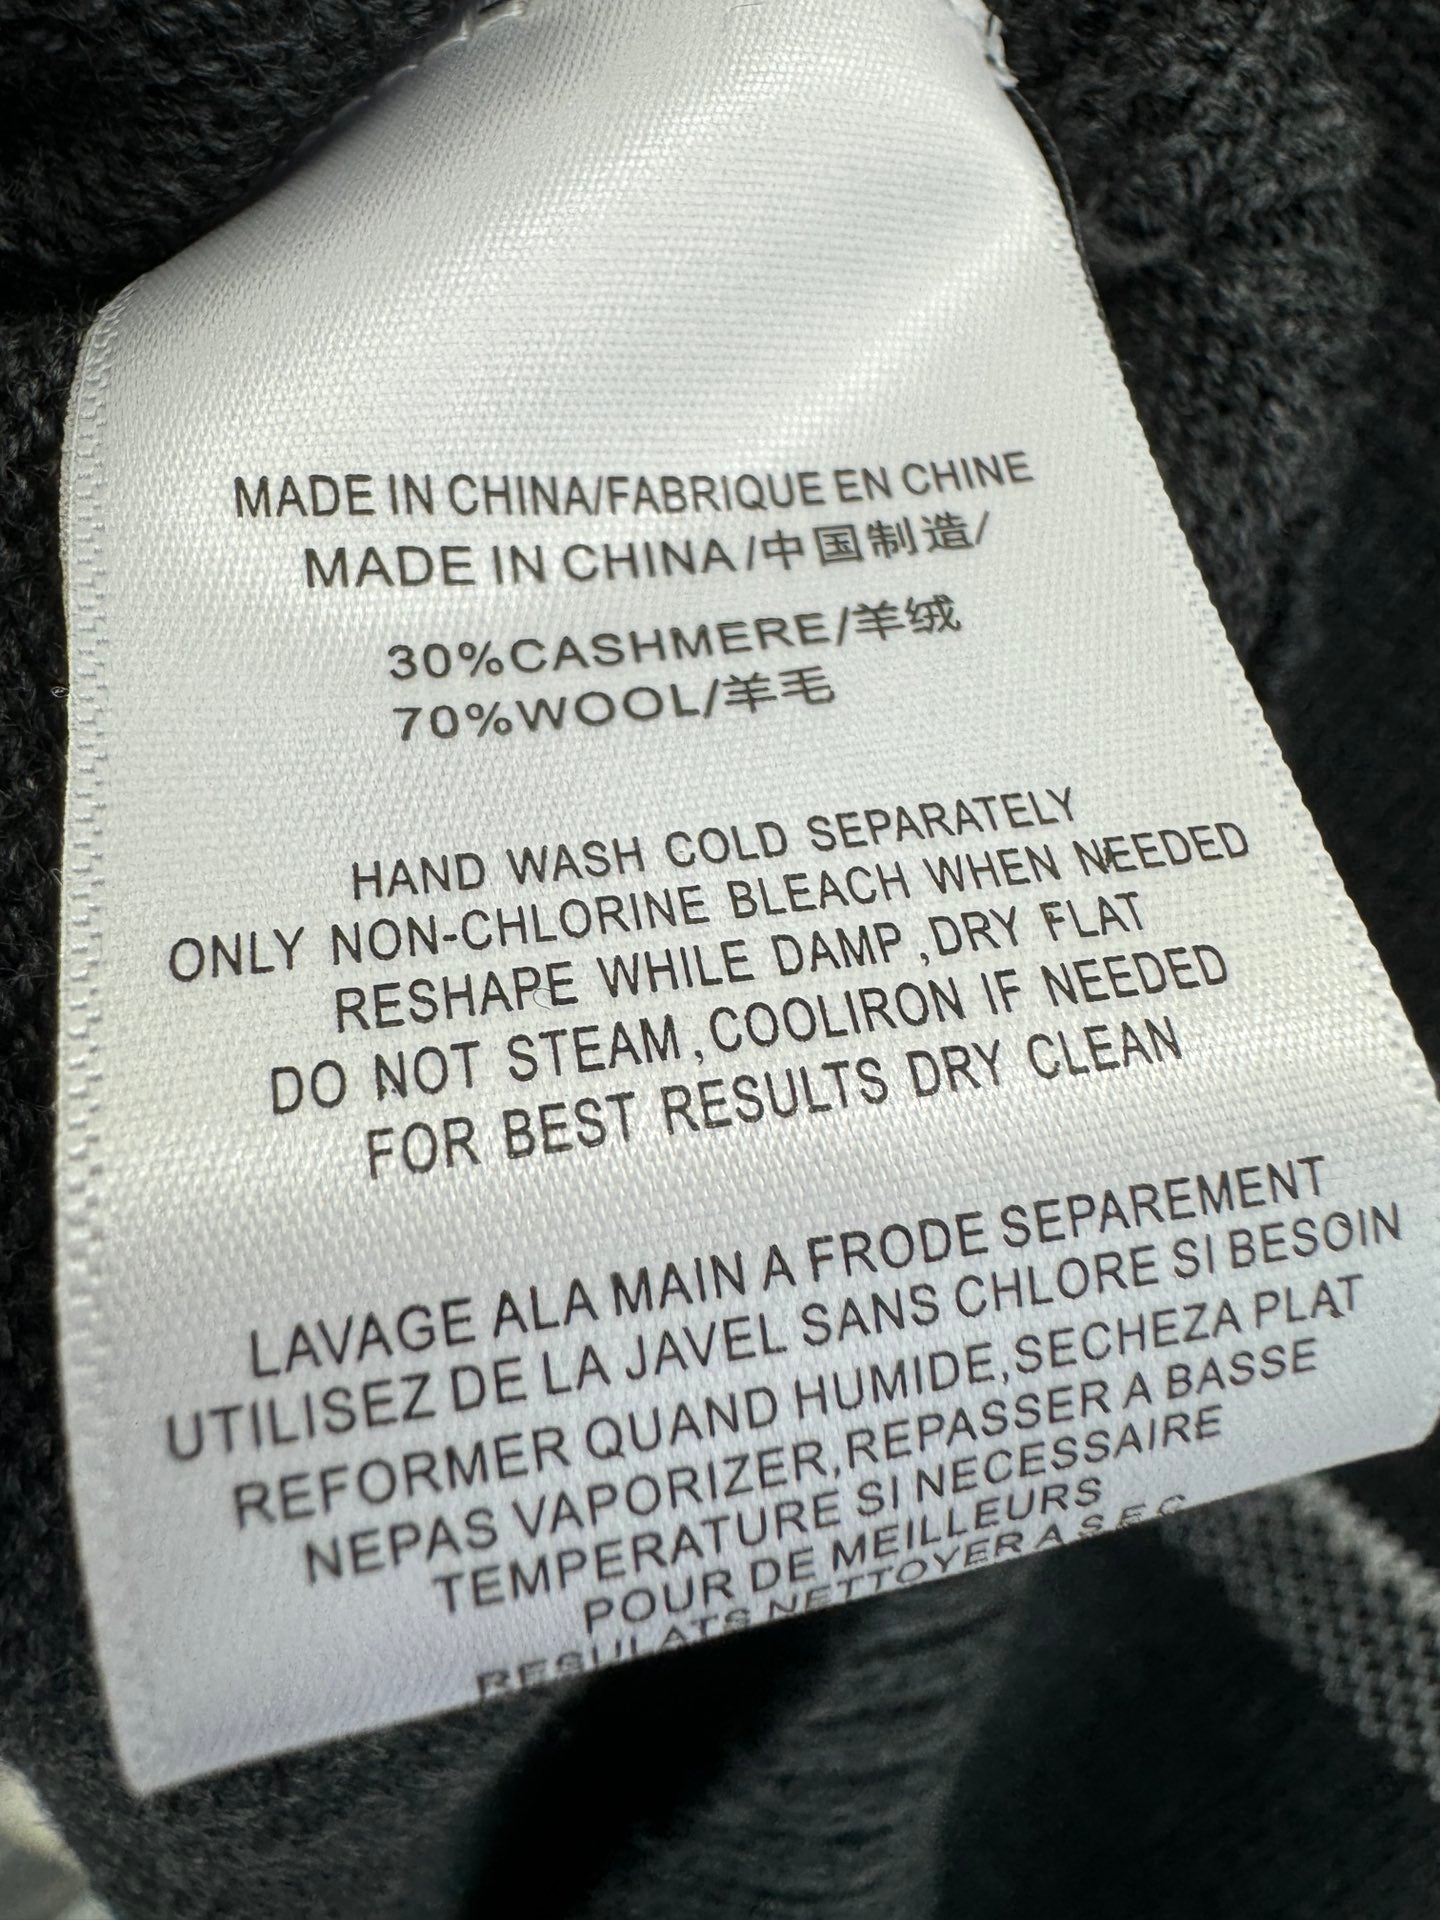 MADE IN CHINA/FABRIQUE EN CHINE
MADE IN CHINA/中国制造/
30%CASHMERE/羊绒
70%WOOL/羊毛
HAND WASH COLD SEPARATELY
ONLY NON-CHLORINE BLEACH WHEN NEEDED
RESHAPE WHILE DAMP,DRY FLAT
DO NOT STEAM,COOLIRON IF NEEDED
FOR BEST RESULTS DRY CLEAN
LAVAGE ALA MAIN A FRODE SEPAREMENT
UTILISEZ DE LA JAVEL SANS CHLORE SI BESOIN
REFORMER QUAND HUMIDE,SECHEZA PLAT
NEPAS VAPORIZER,REPASSER A BASSE
TEMPERATURE SI NECESSAIRE
POUR DE MEILLEURS
RESULATS NETTOYER A SEC